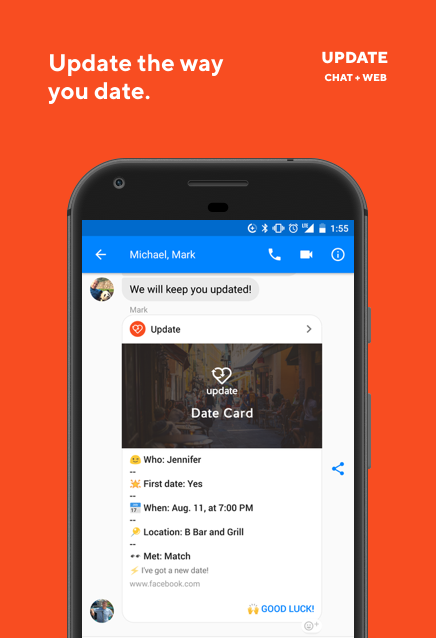 Update the way
you date.
UPDATE
CHAT + WEB
LTE
1:55
Michael, Mark
We will keep you updated!
Mark
Update
update
Date Card
Who: Jennifer
--
First date: Yes
--
When: Aug. 11, at 7:00 PM
--
Location: B Bar and Grill
--
Met: Match
I've got a new date!
www.facebook.com
GOOD LUCK!